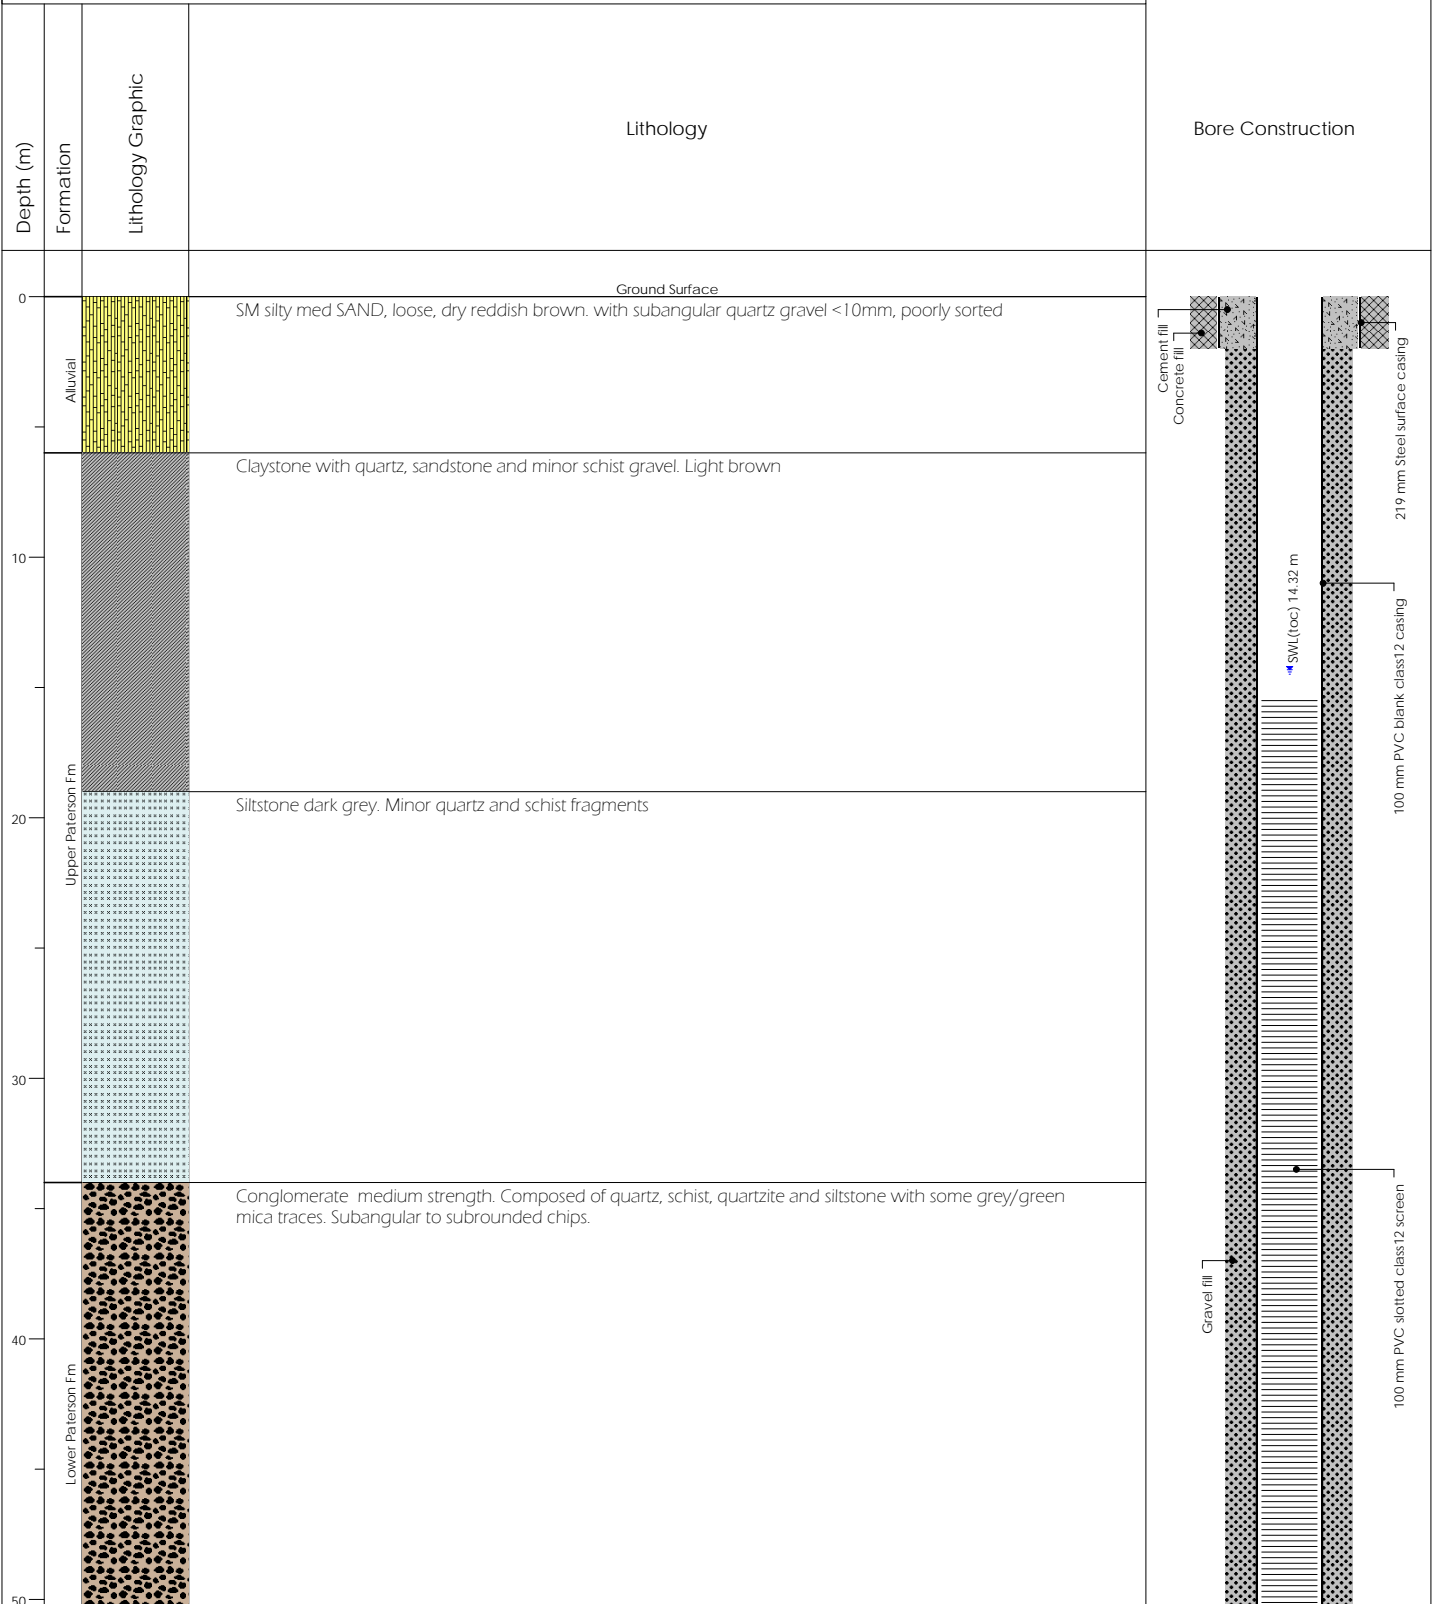 Depth (m)
Formation
Lithology Graphic
Lithology
Bore Construction
Ground Surface
0
SM silty med SAND, loose, dry reddish brown. with subangular quartz gravel <10mm, poorly sorted
Alluvial
Cement fill
Concrete fill
219 mm Steel surface casing
Claystone with quartz, sandstone and minor schist gravel. Light brown
10
SWL(toc) 14.32 m
100 mm PVC blank class12 casing
Upper Paterson Fm
Siltstone dark grey. Minor quartz and schist fragments
20
30
Conglomerate  medium strength. Composed of quartz, schist, quartzite and siltstone with some grey/green
mica traces. Subangular to subrounded chips.
Gravel fill
100 mm PVC slotted class12 screen
40
Lower Paterson Fm
50